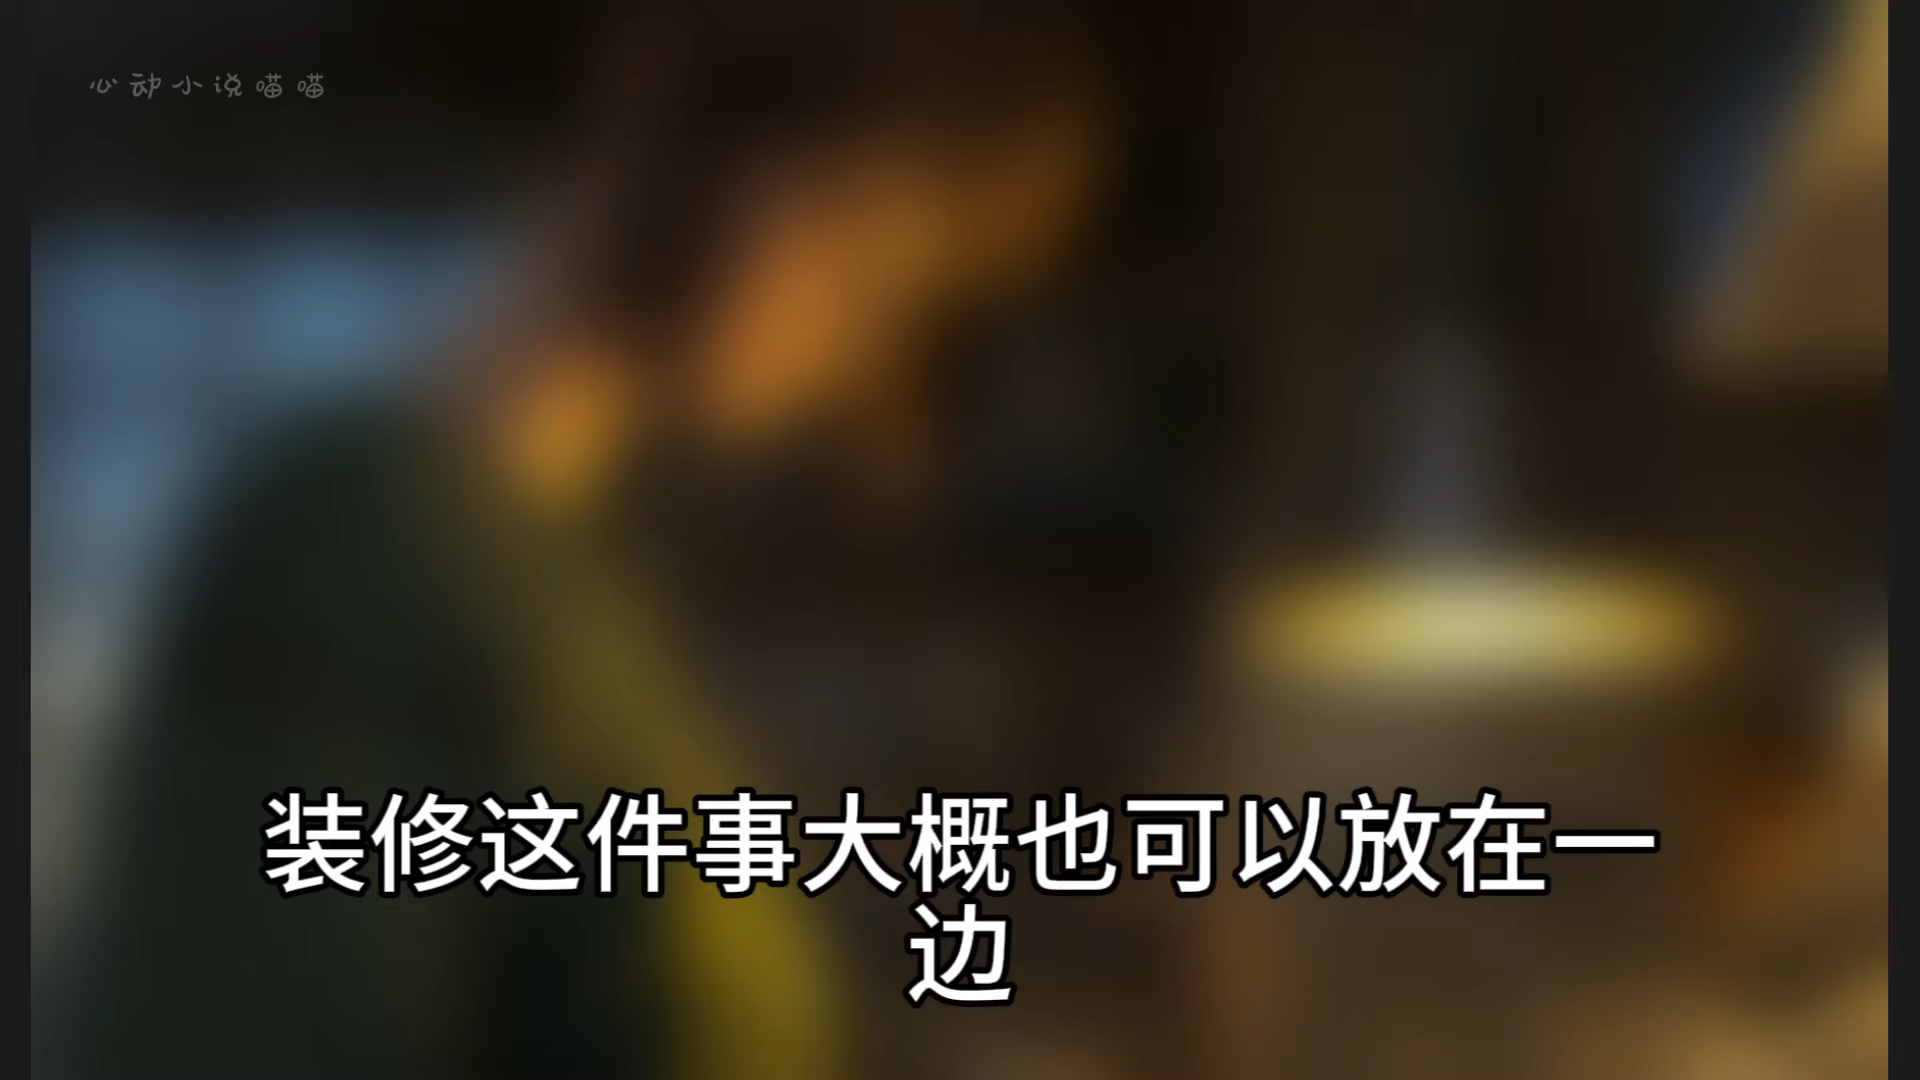 心动小说喵喵
装修这件事大概也可以放在一
边